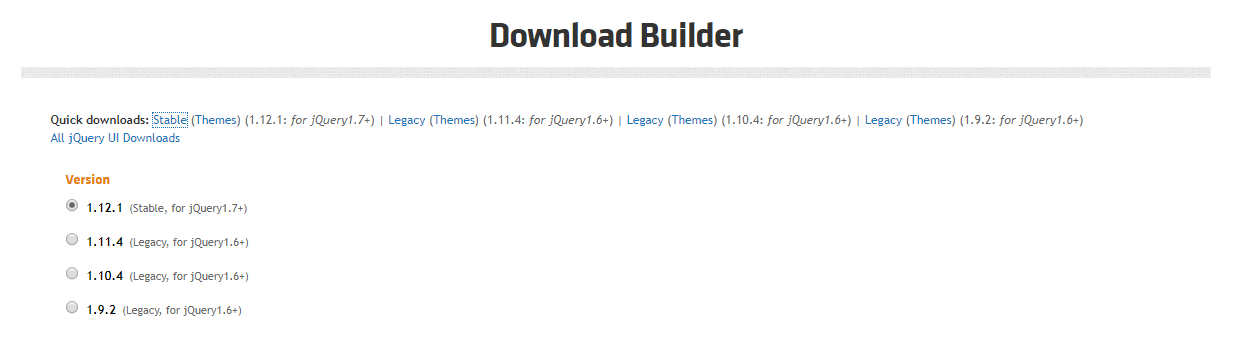 Download Builder
Quick downloads: Stable (Themes) (1.12.1: for jQuery1.7+) | Legacy (Themes) (1.11.4: for jQuery1.6+) | Legacy (Themes) (1.10.4: for jQuery1.6+) | Legacy (Themes) (1.9.2: for jQuery1.6+)
All jQuery UI Downloads
Version
1.12.1 (Stable, for jQuery1.7+)
1.11.4 (Legacy, for jQuery1.6+)
1.10.4 (Legacy, for jQuery1.6+)
1.9.2 (Legacy, for jQuery1.6+)